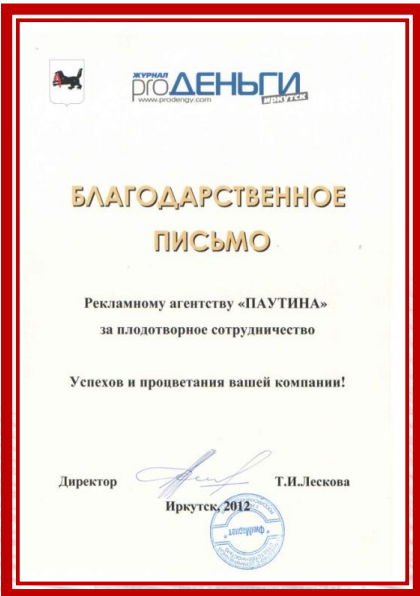 ЖУРНАЛ
proДЕНЬГИ
www.prodengy.com
ИРКУТСК
БЛАГОДАРСТВЕННОЕ
ПИСЬМО
Рекламному агентству «ПАУТИНА»
за плодотворное сотрудничество
Успехов и процветания вашей компании!
Директор Т.И.Лескова
Иркутск, 2012